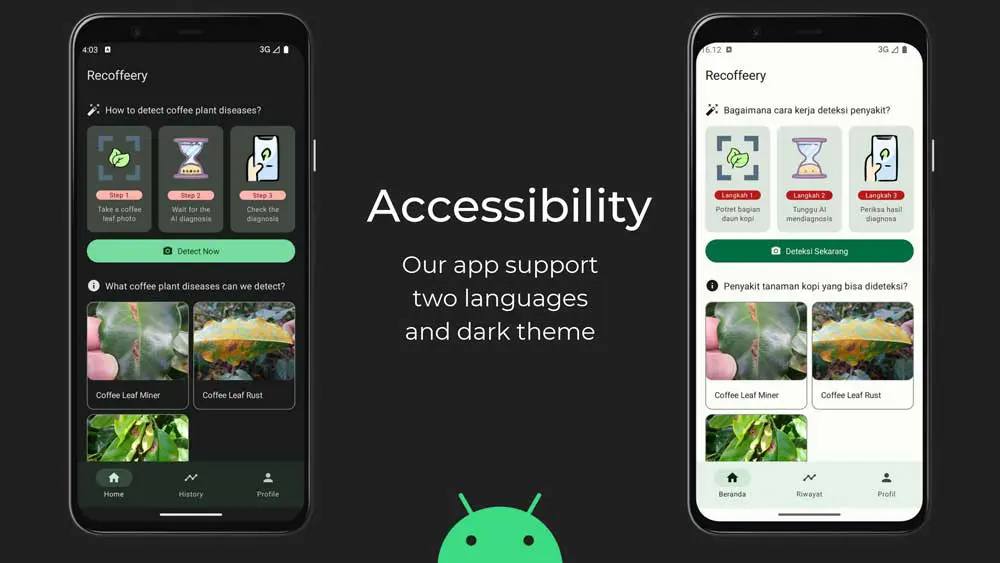 4:03
3G
Recoffeery
How to detect coffee plant diseases?
Step 1
Take a coffee
leaf photo
Step 2
Wait for the
AI diagnosis
Step 3
Check the
diagnosis
Detect Now
What coffee plant diseases can we detect?
Coffee Leaf Miner
Coffee Leaf Rust
Home
History
Profile
Accessibility
Our app support
two languages
and dark theme
16.12
3G
Recoffeery
Bagaimana cara kerja deteksi penyakit?
Langkah 1
Potret bagian
daun kopi
Langkah 2
Tunggu AI
mendiagnosis
Langkah 3
Periksa hasil
diagnosa
Deteksi Sekarang
Penyakit tanaman kopi yang bisa dideteksi?
Coffee Leaf Miner
Coffee Leaf Rust
Beranda
Riwayat
Profil